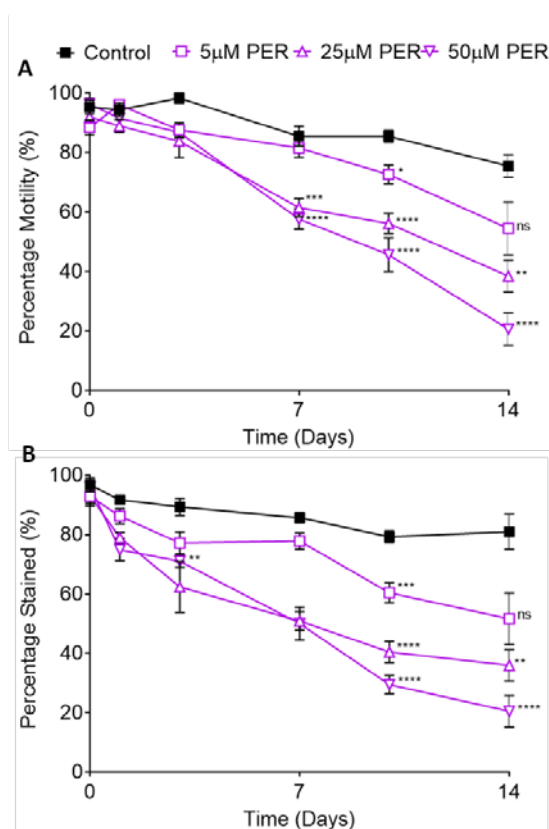 Control 5μM PER 25μM PER 50μM PER
A
Percentage Motility (%)
100
80
60
40
20
0
*
***
****
****
****
ns
**
****
0 7 14
Time (Days)
B
Percentage Stained (%)
100
80
60
40
20
0
**
***
****
****
ns
**
****
0 7 14
Time (Days)